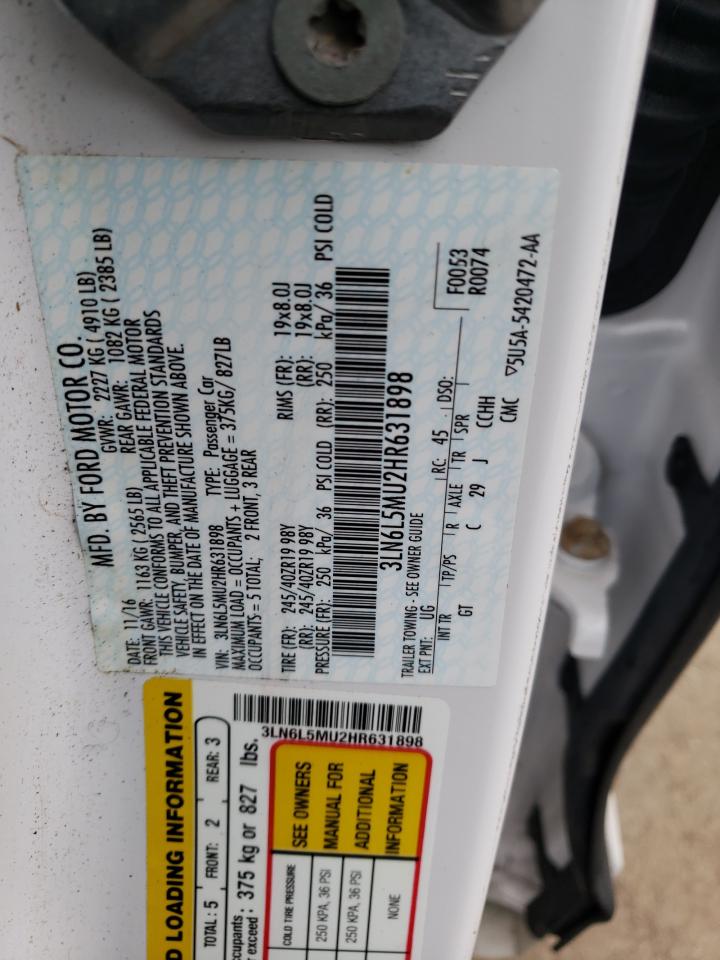 MFD. BY FORD MOTOR CO.
DATE: 11/16 GVWR: 2227 KG ( 4910 LB)
FRONT GAWR: 1163 KG ( 2565 LB) REAR GAWR: 1082 KG ( 2385 LB)
THIS VEHICLE CONFORMS TO ALL APPLICABLE FEDERAL MOTOR
VEHICLE SAFETY, BUMPER, AND THEFT PREVENTION STANDARDS
IN EFFECT ON THE DATE OF MANUFACTURE SHOWN ABOVE.
VIN: 3LN6L5MU2HR631898 TYPE: Passenger Car
MAXIMUM LOAD = OCCUPANTS + LUGGAGE = 375KG/ 827LB
OCCUPANTS = 5 TOTAL; 2 FRONT, 3 REAR
TIRE (FR): 245/40ZR19 98Y RIMS (FR): 19x8.0J
(RR): 245/40ZR19 98Y (RR): 19x8.0J
PRESSURE (FR): 250 kPa/ 36 PSI COLD (RR): 250 kPa/ 36 PSI COLD
3LN6L5MU2HR631898
TRAILER TOWING - SEE OWNER GUIDE
F0053
EXT PNT: UG RC: 45 DSO: R0074
INT TR TP/PS R AXLE TR SPR
GT C 29 J CCHH
CMC ▽5U5A-5420472-AA
D LOADING INFORMATION
TOTAL : 5 FRONT: 2 REAR: 3
ccupants :
r exceed : 375 kg or 827 lbs.
3LN6L5MU2HR631898
COLD TIRE PRESSURE
250 KPA, 36 PSI
250 KPA, 36 PSI
NONE
SEE OWNERS
MANUAL FOR
ADDITIONAL
INFORMATION